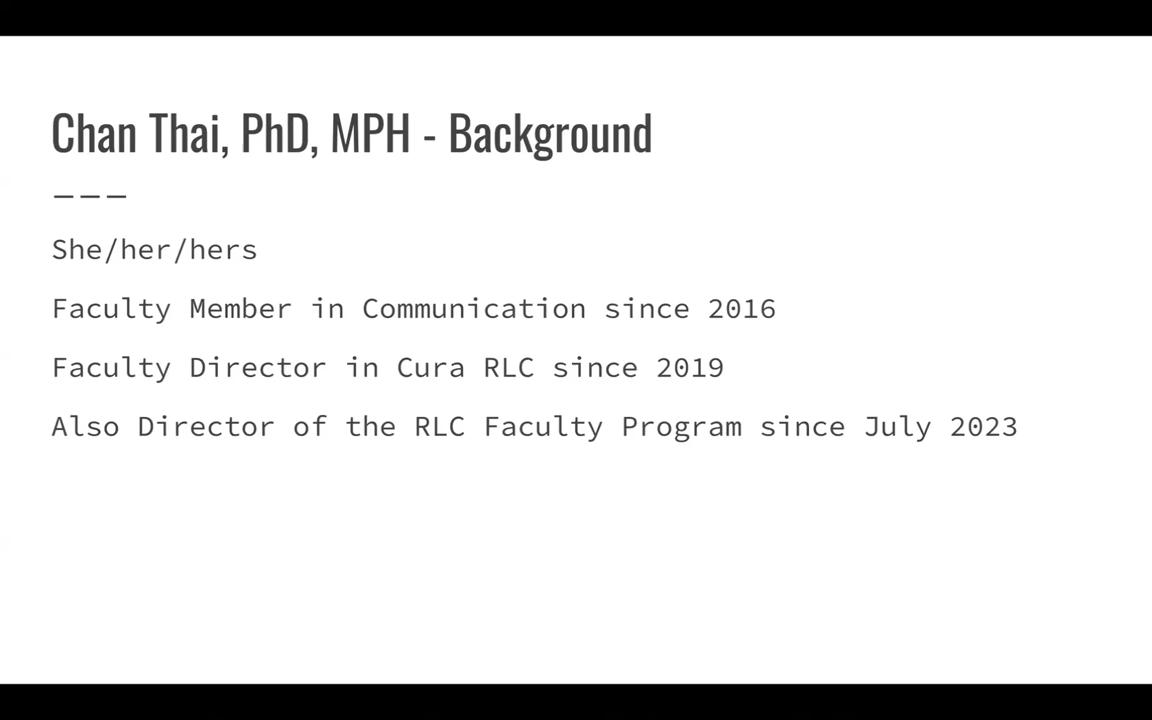 Chan Thai, PhD, MPH - Background
She/her/hers
Faculty Member in Communication since 2016
Faculty Director in Cura RLC since 2019
Also Director of the RLC Faculty Program since July 2023